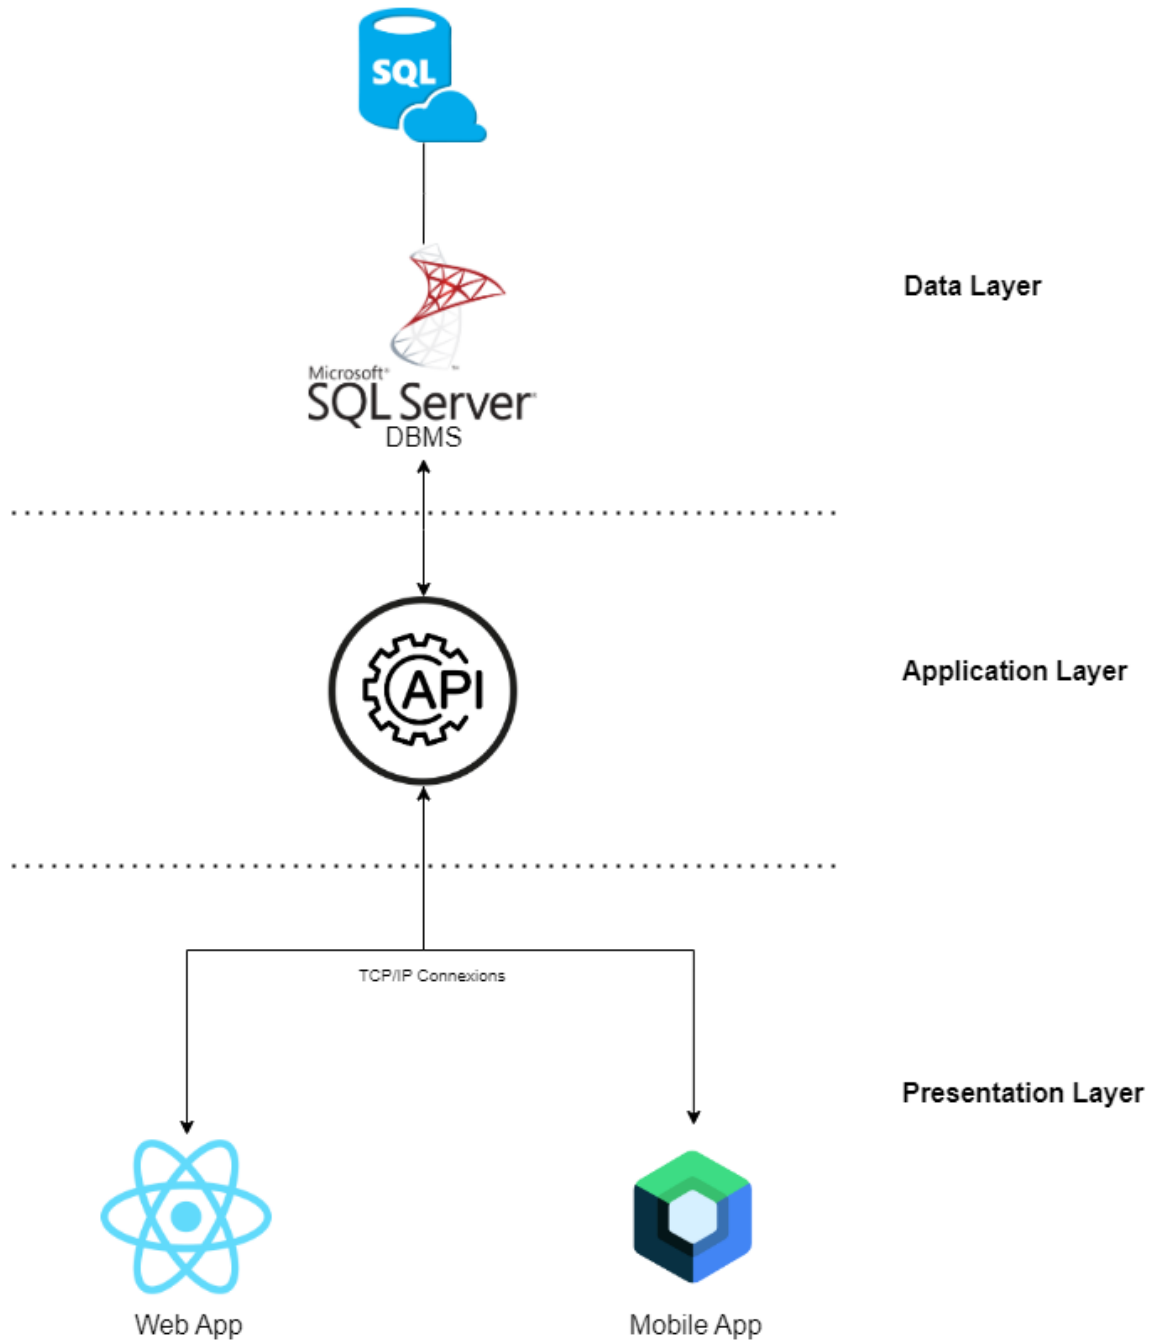 SQL
Data Layer
Microsoft®
SQL Server
DBMS
API
Application Layer
TCP/IP Connexions
Presentation Layer
Web App
Mobile App